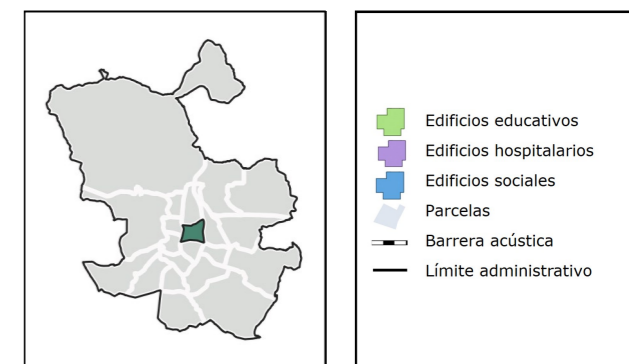 Edificios educativos
Edificios hospitalarios
Edificios sociales
Parcelas
Barrera acústica
Límite administrativo